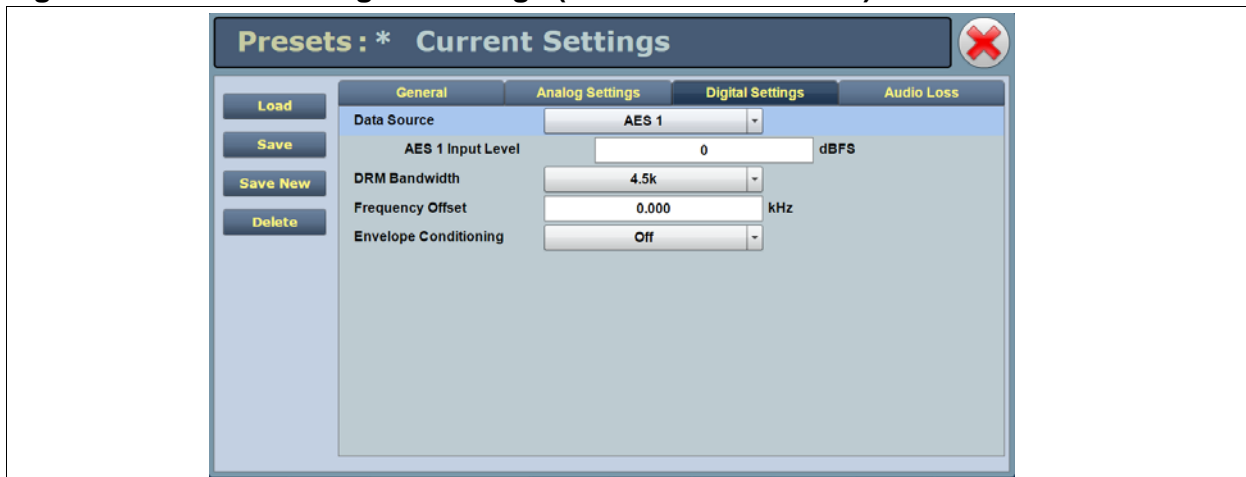 Presets:* Current Settings
General Analog Settings Digital Settings Audio Loss
Load
Save
Save New
Delete
Data Source AES 1
AES 1 Input Level 0 dBFS
DRM Bandwidth 4.5k
Frequency Offset 0.000 kHz
Envelope Conditioning Off